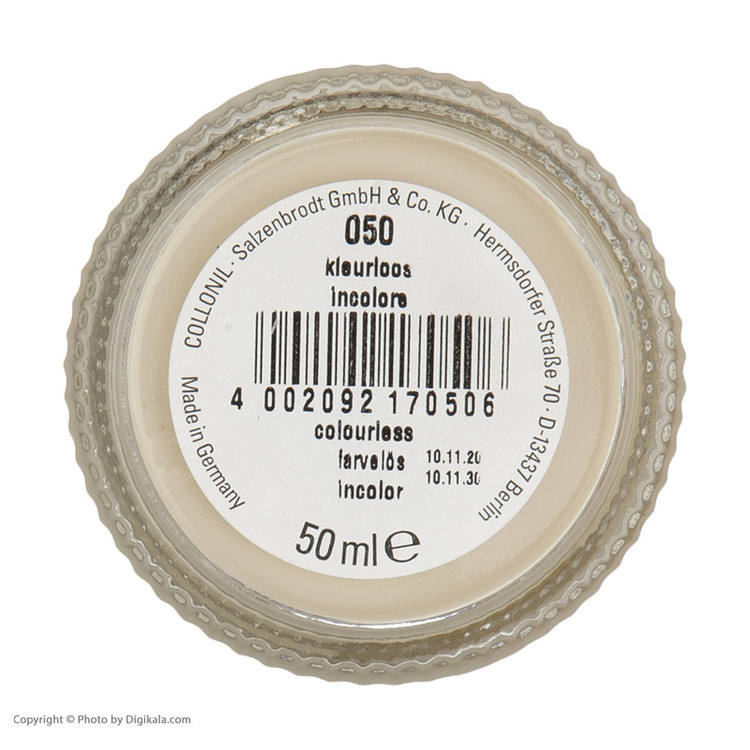 COLLONIL · Salzenbrodt GmbH & Co. KG · Hermsdorfer Straße 70 · D-13437 Berlin
050
kleurloos
incolore
4 002092 170506
colourless
farveløs
incolor
10.11.20
10.11.30
Made in Germany
50 ml e
Copyright © Photo by Digikala.com